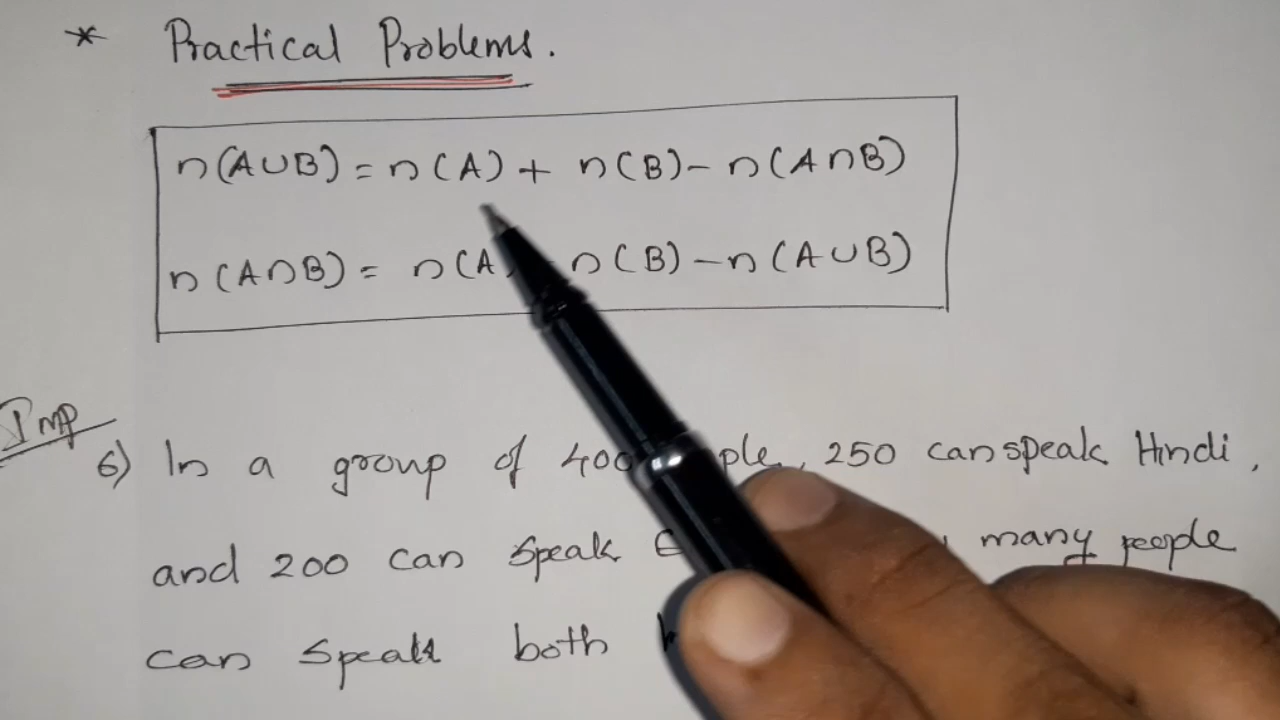 * Practical Problems.
n(A∪B) = n(A) + n(B) - n(A∩B)
n(A∩B) = n(A) n(B) - n(A∪B)
Imp
6) In a group of 400 , 250 can speak Hindi,
and 200 can speak many people
can speak both